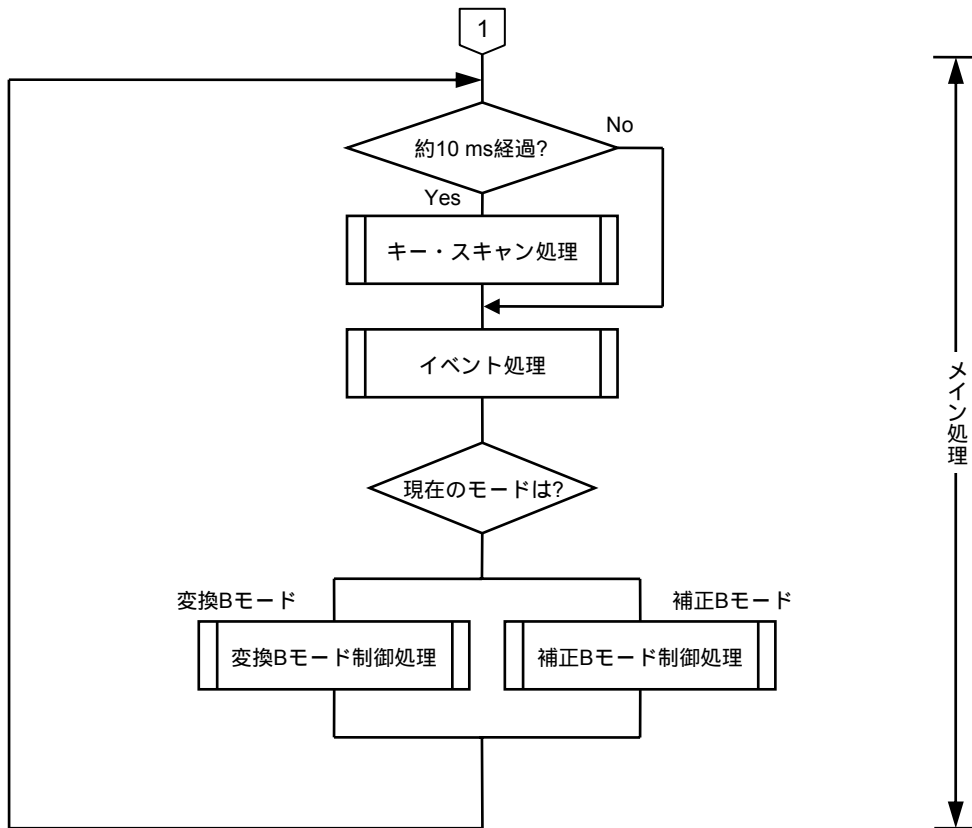 1
約10 ms経過?
No
Yes
キー・スキャン処理
イベント処理
現在のモードは?
変換Bモード
補正Bモード
変換Bモード制御処理
補正Bモード制御処理
メイン処理